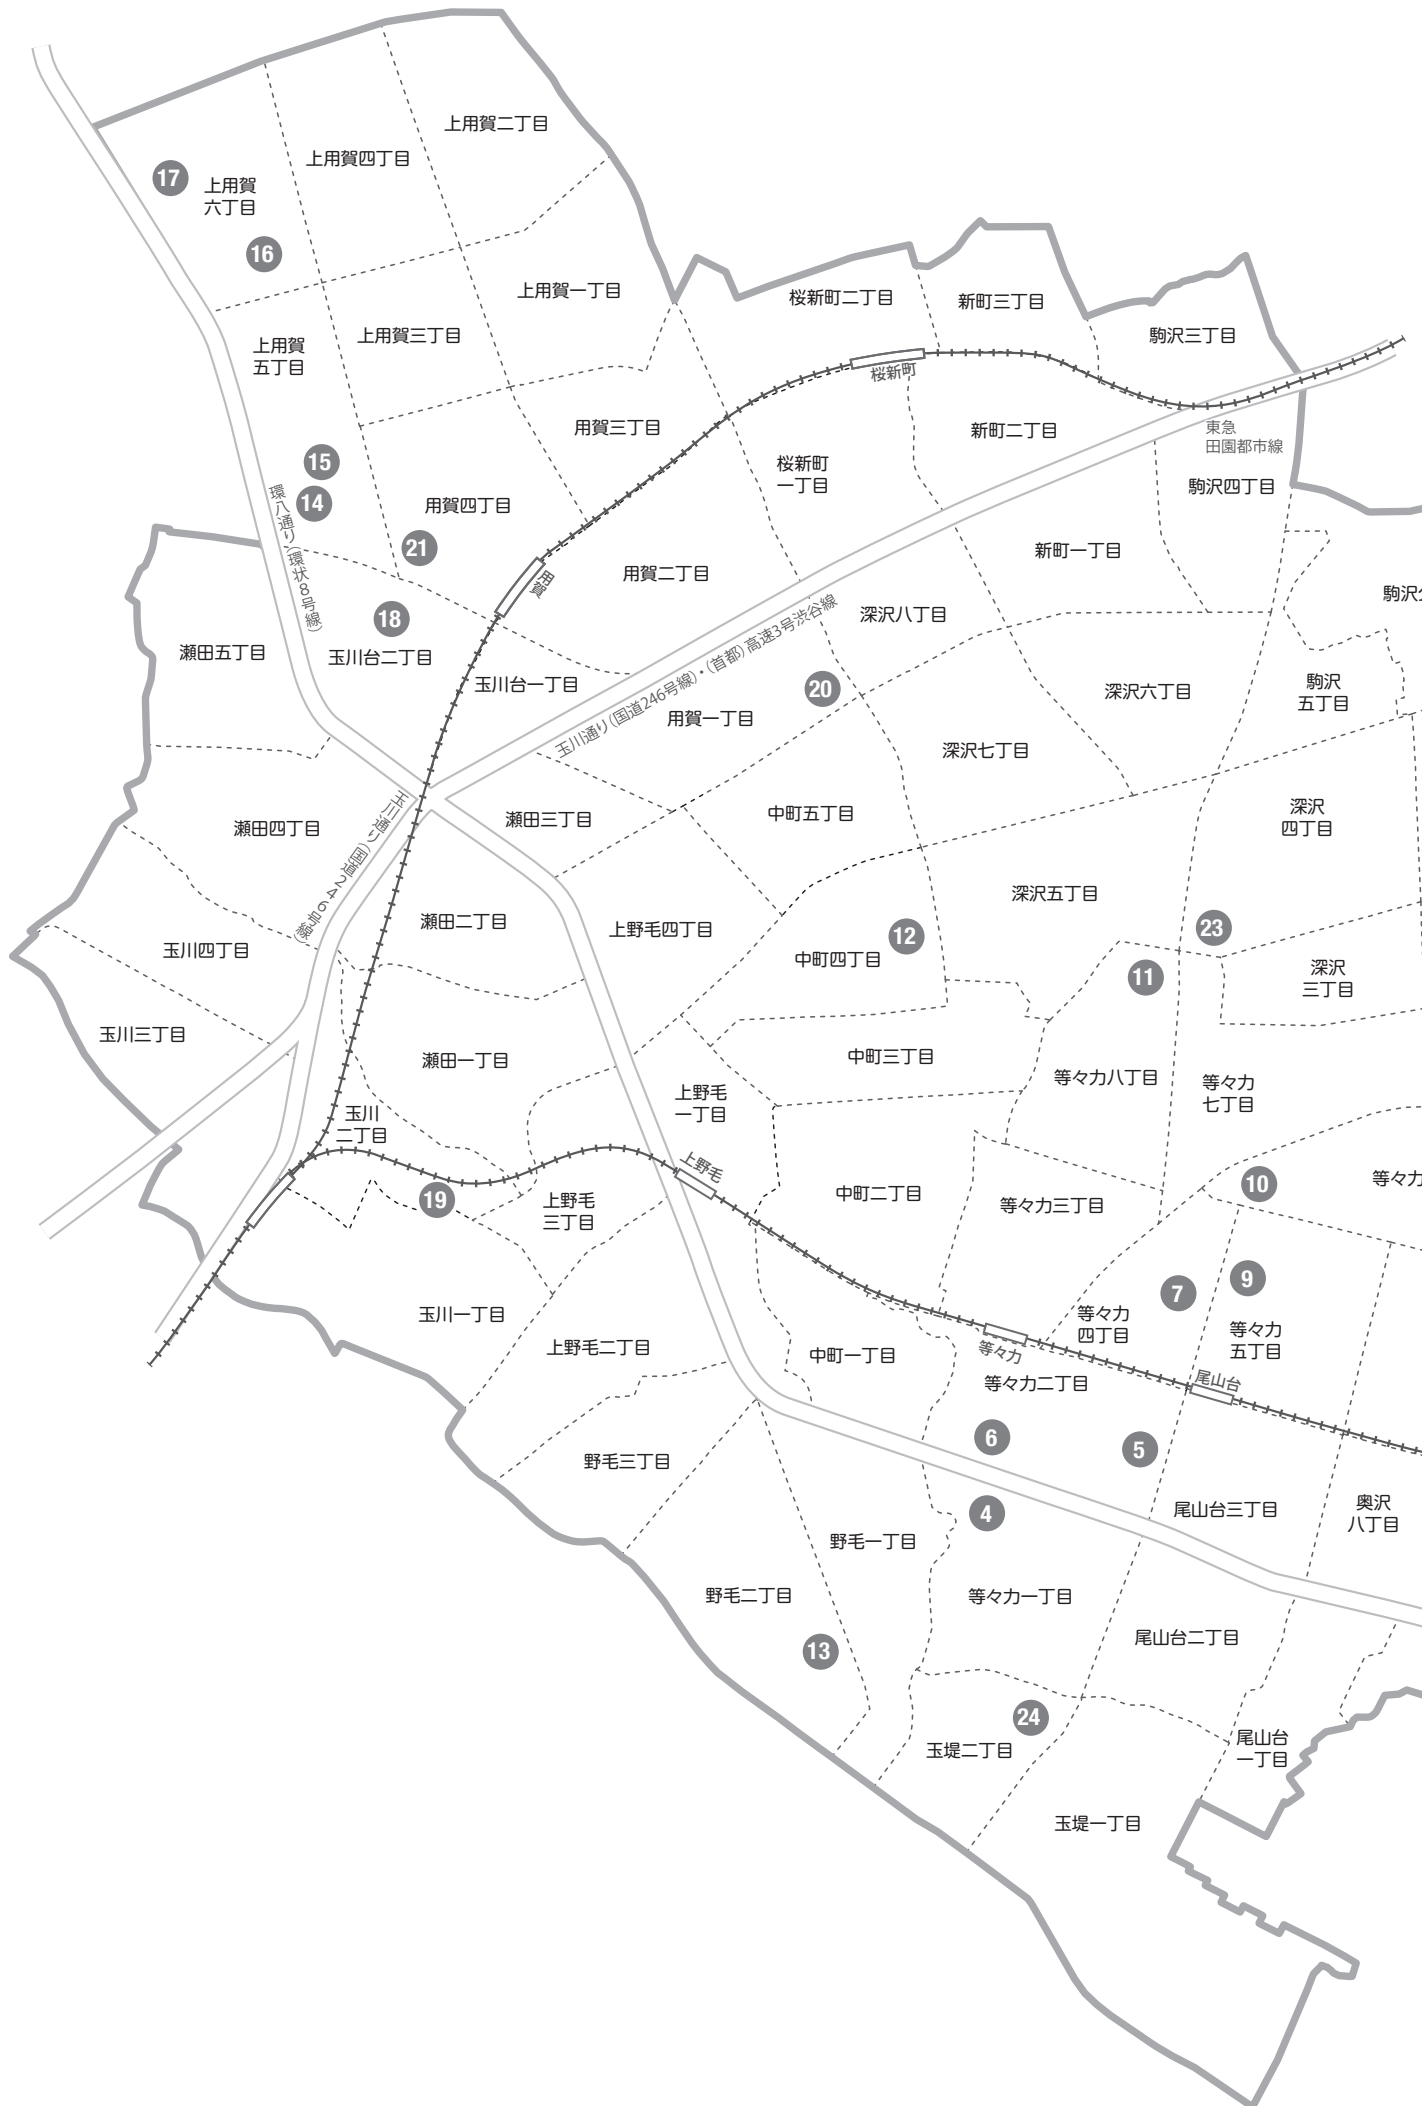 上用賀二丁目
上用賀四丁目
17
上用賀
六丁目
16
上用賀一丁目
桜新町二丁目
新町三丁目
駒沢三丁目
上用賀三丁目
上用賀
五丁目
桜新町
用賀三丁目
新町二丁目
東急
田園都市線
15
14
環八通り（環状8号線）
桜新町
一丁目
駒沢四丁目
用賀四丁目
21
用賀
用賀二丁目
新町一丁目
駒沢
18
玉川台二丁目
瀬田五丁目
深沢八丁目
玉川台一丁目
玉川通り（国道246号線）・（首都）高速3号渋谷線
20
用賀一丁目
深沢六丁目
駒沢
五丁目
深沢七丁目
玉川通り（国道246号線）
瀬田四丁目
瀬田三丁目
中町五丁目
深沢
四丁目
深沢五丁目
瀬田二丁目
上野毛四丁目
12
中町四丁目
23
玉川四丁目
11
深沢
三丁目
玉川三丁目
瀬田一丁目
中町三丁目
上野毛
一丁目
等々力八丁目
等々力
七丁目
玉川
二丁目
上野毛
19
上野毛
三丁目
中町二丁目
等々力三丁目
10
等々力
玉川一丁目
7
9
等々力
四丁目
等々力
五丁目
上野毛二丁目
中町一丁目
等々力
等々力二丁目
尾山台
6
5
野毛三丁目
4
尾山台三丁目
奥沢
八丁目
野毛一丁目
野毛二丁目
等々力一丁目
13
尾山台二丁目
24
玉堤二丁目
尾山台
一丁目
玉堤一丁目